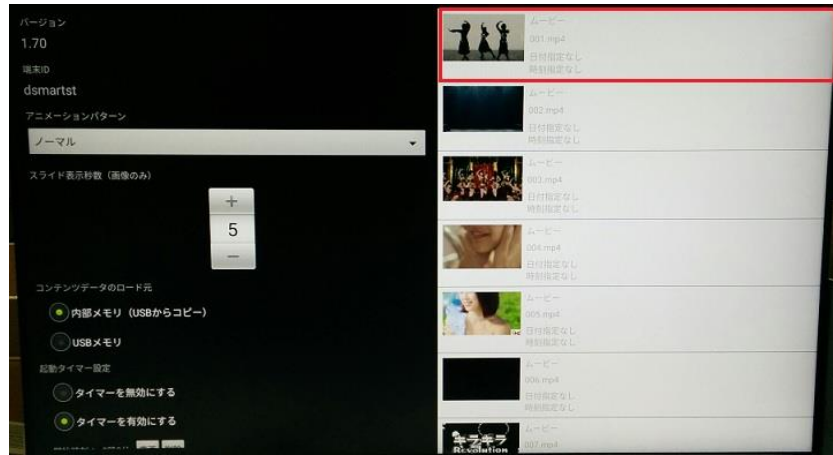 バージョン
1.70
端末ID
dsmartst
アニメーションパターン
ノーマル
スライド表示秒数（画像のみ）
+
5
−
コンテンツデータのロード元
内部メモリ（USBからコピー）
USBメモリ
起動タイマー設定
タイマーを無効にする
タイマーを有効にする
ムービー
001.mp4
日付指定なし
時刻指定なし
ムービー
002.mp4
日付指定なし
時刻指定なし
ムービー
003.mp4
日付指定なし
時刻指定なし
ムービー
004.mp4
日付指定なし
時刻指定なし
ムービー
005.mp4
日付指定なし
時刻指定なし
ムービー
006.mp4
日付指定なし
時刻指定なし
キラキラ
Revolution
ムービー
007.mp4